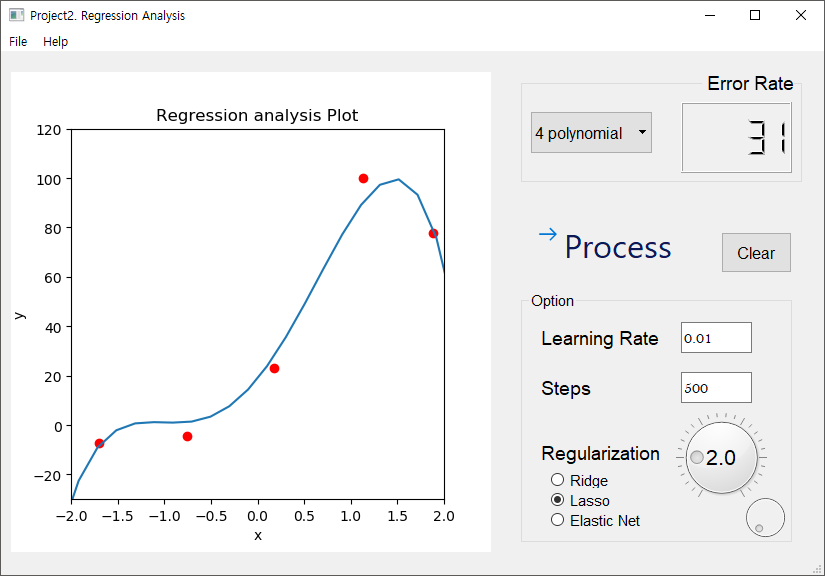 Project2. Regression Analysis
File Help
Error Rate
4 polynomial
31
Regression analysis Plot
120
100
80
60
40
20
0
−20
y
−2.0 −1.5 −1.0 −0.5 0.0 0.5 1.0 1.5 2.0
x
→ Process
Clear
Option
Learning Rate 0.01
Steps 500
Regularization 2.0
Ridge
Lasso
Elastic Net